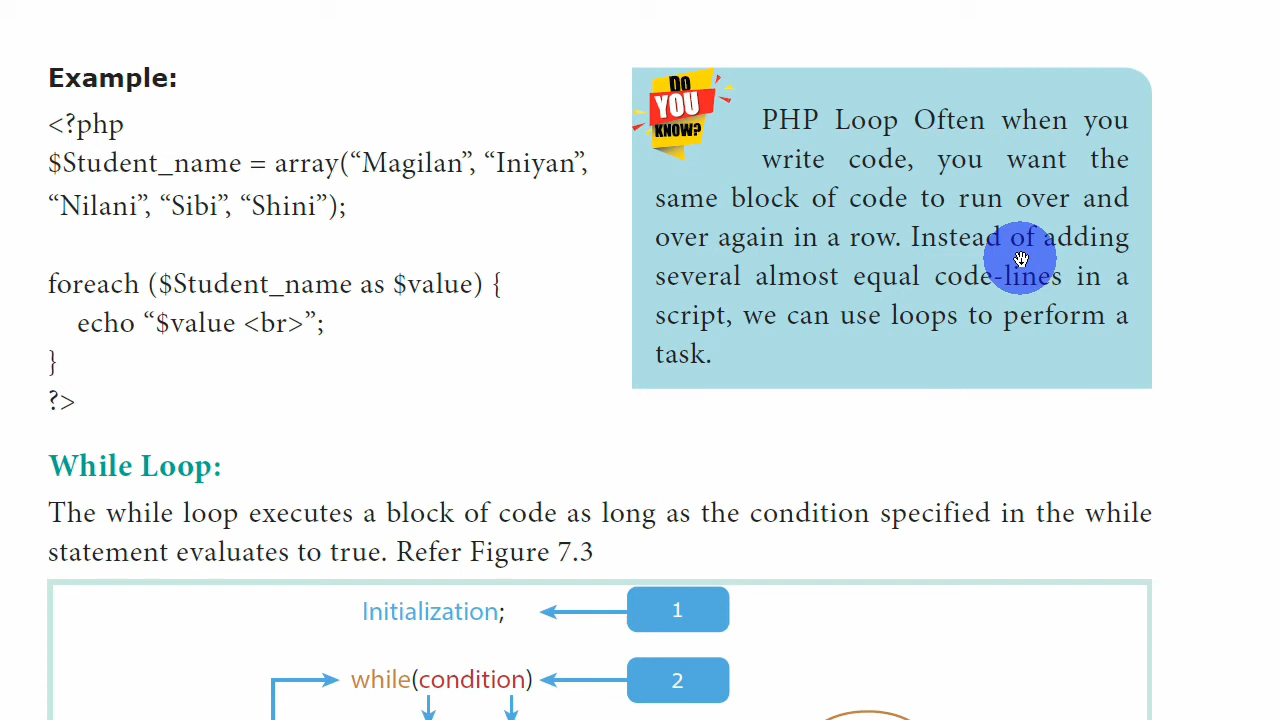 Example:
<?php
$Student_name = array(“Magilan”, “Iniyan”,
“Nilani”, “Sibi”, “Shini”);
foreach ($Student_name as $value) {
echo “$value <br>”;
}
?>
DO
YOU
KNOW?
PHP Loop Often when you
write code, you want the
same block of code to run over and
over again in a row. Instead of adding
several almost equal code-lines in a
script, we can use loops to perform a
task.
While Loop:
The while loop executes a block of code as long as the condition specified in the while
statement evaluates to true. Refer Figure 7.3
Initialization;
1
while(condition)
2